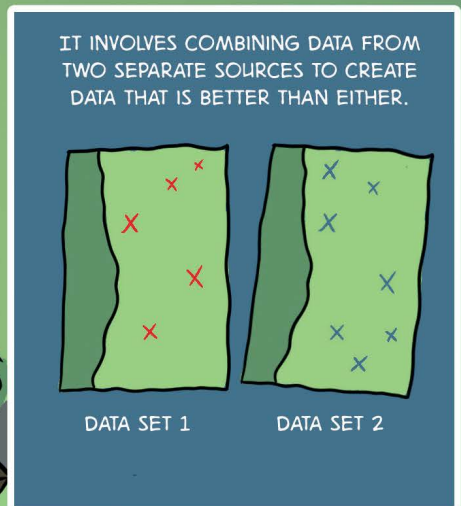 IT INVOLVES COMBINING DATA FROM
TWO SEPARATE SOURCES TO CREATE
DATA THAT IS BETTER THAN EITHER.
DATA SET 1
DATA SET 2